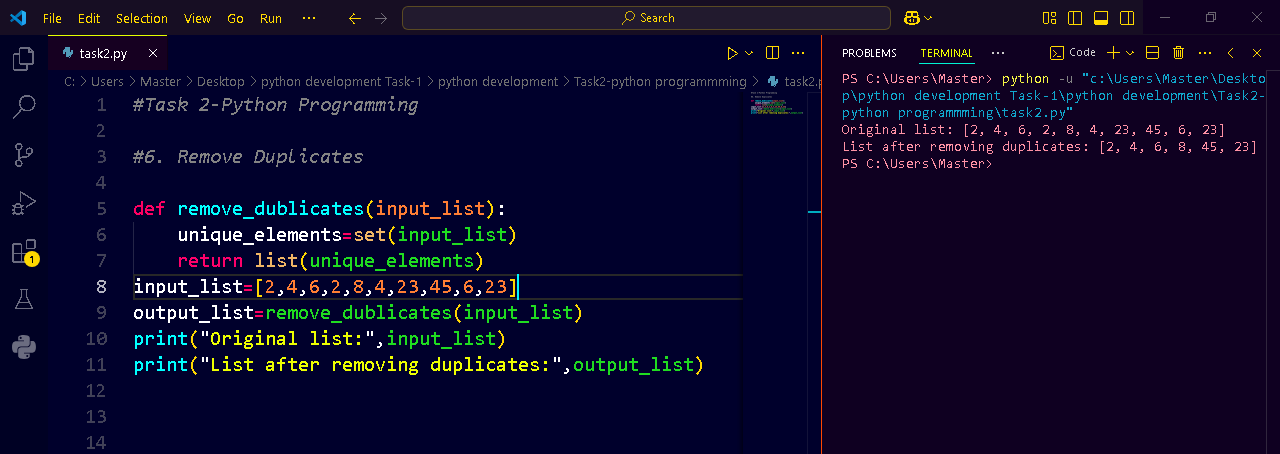 File Edit Selection View Go Run ··· Search
task2.py
C: > Users > Master > Desktop > python development Task-1 > python development > Task2-python programmming > task2.p
1 #Task 2-Python Programming
2
3 #6. Remove Duplicates
4
5 def remove_dublicates(input_list):
6 unique_elements=set(input_list)
7 return list(unique_elements)
8 input_list=[2,4,6,2,8,4,23,45,6,23]
9 output_list=remove_dublicates(input_list)
10 print("Original list:",input_list)
11 print("List after removing duplicates:",output_list)
12
13
14
1
PROBLEMS TERMINAL ··· Code
PS C:\Users\Master> python -u "c:\Users\Master\Deskto
p\python development Task-1\python development\Task2-
python programmming\task2.py"
Original list: [2, 4, 6, 2, 8, 4, 23, 45, 6, 23]
List after removing duplicates: [2, 4, 6, 8, 45, 23]
PS C:\Users\Master>